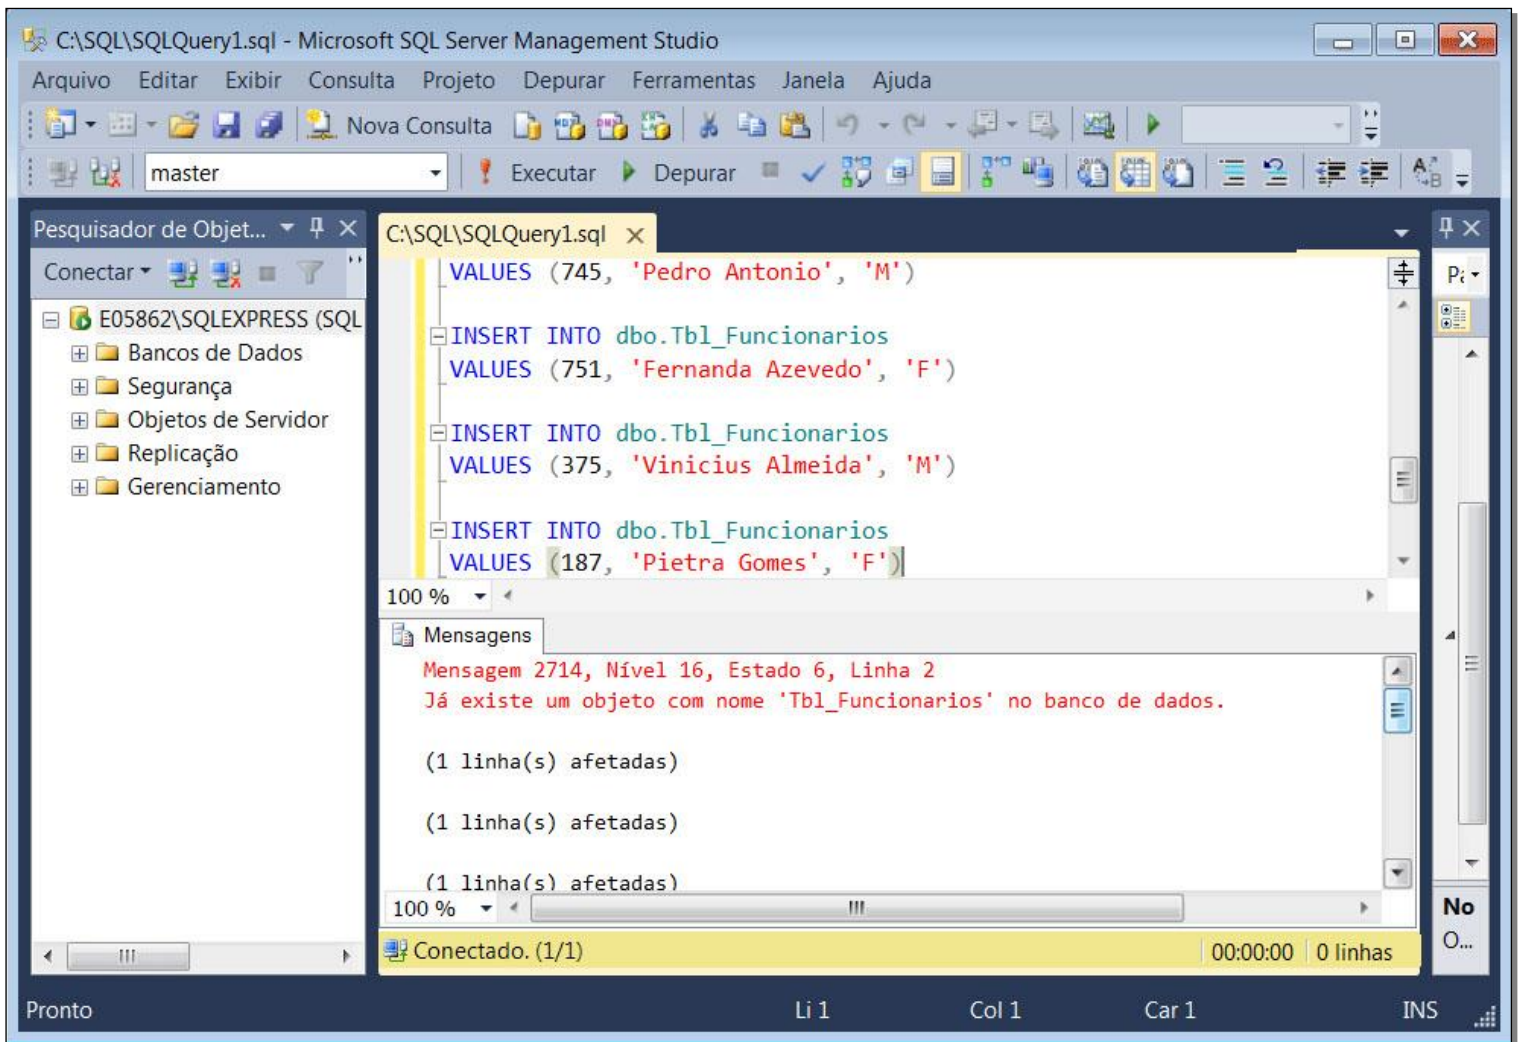 C:\SQL\SQLQuery1.sql - Microsoft SQL Server Management Studio
Arquivo Editar Exibir Consulta Projeto Depurar Ferramentas Janela Ajuda
Nova Consulta
master Executar Depurar
Pesquisador de Objet...
Conectar
E05862\SQLEXPRESS (SQL
Bancos de Dados
Segurança
Objetos de Servidor
Replicação
Gerenciamento
C:\SQL\SQLQuery1.sql
VALUES (745, 'Pedro Antonio', 'M')
INSERT INTO dbo.Tbl_Funcionarios
VALUES (751, 'Fernanda Azevedo', 'F')
INSERT INTO dbo.Tbl_Funcionarios
VALUES (375, 'Vinicius Almeida', 'M')
INSERT INTO dbo.Tbl_Funcionarios
VALUES (187, 'Pietra Gomes', 'F')
100 %
Mensagens
Mensagem 2714, Nível 16, Estado 6, Linha 2
Já existe um objeto com nome 'Tbl_Funcionarios' no banco de dados.
(1 linha(s) afetadas)
(1 linha(s) afetadas)
(1 linha(s) afetadas)
100 %
Conectado. (1/1) 00:00:00 0 linhas
No
O...
Pronto Li 1 Col 1 Car 1 INS